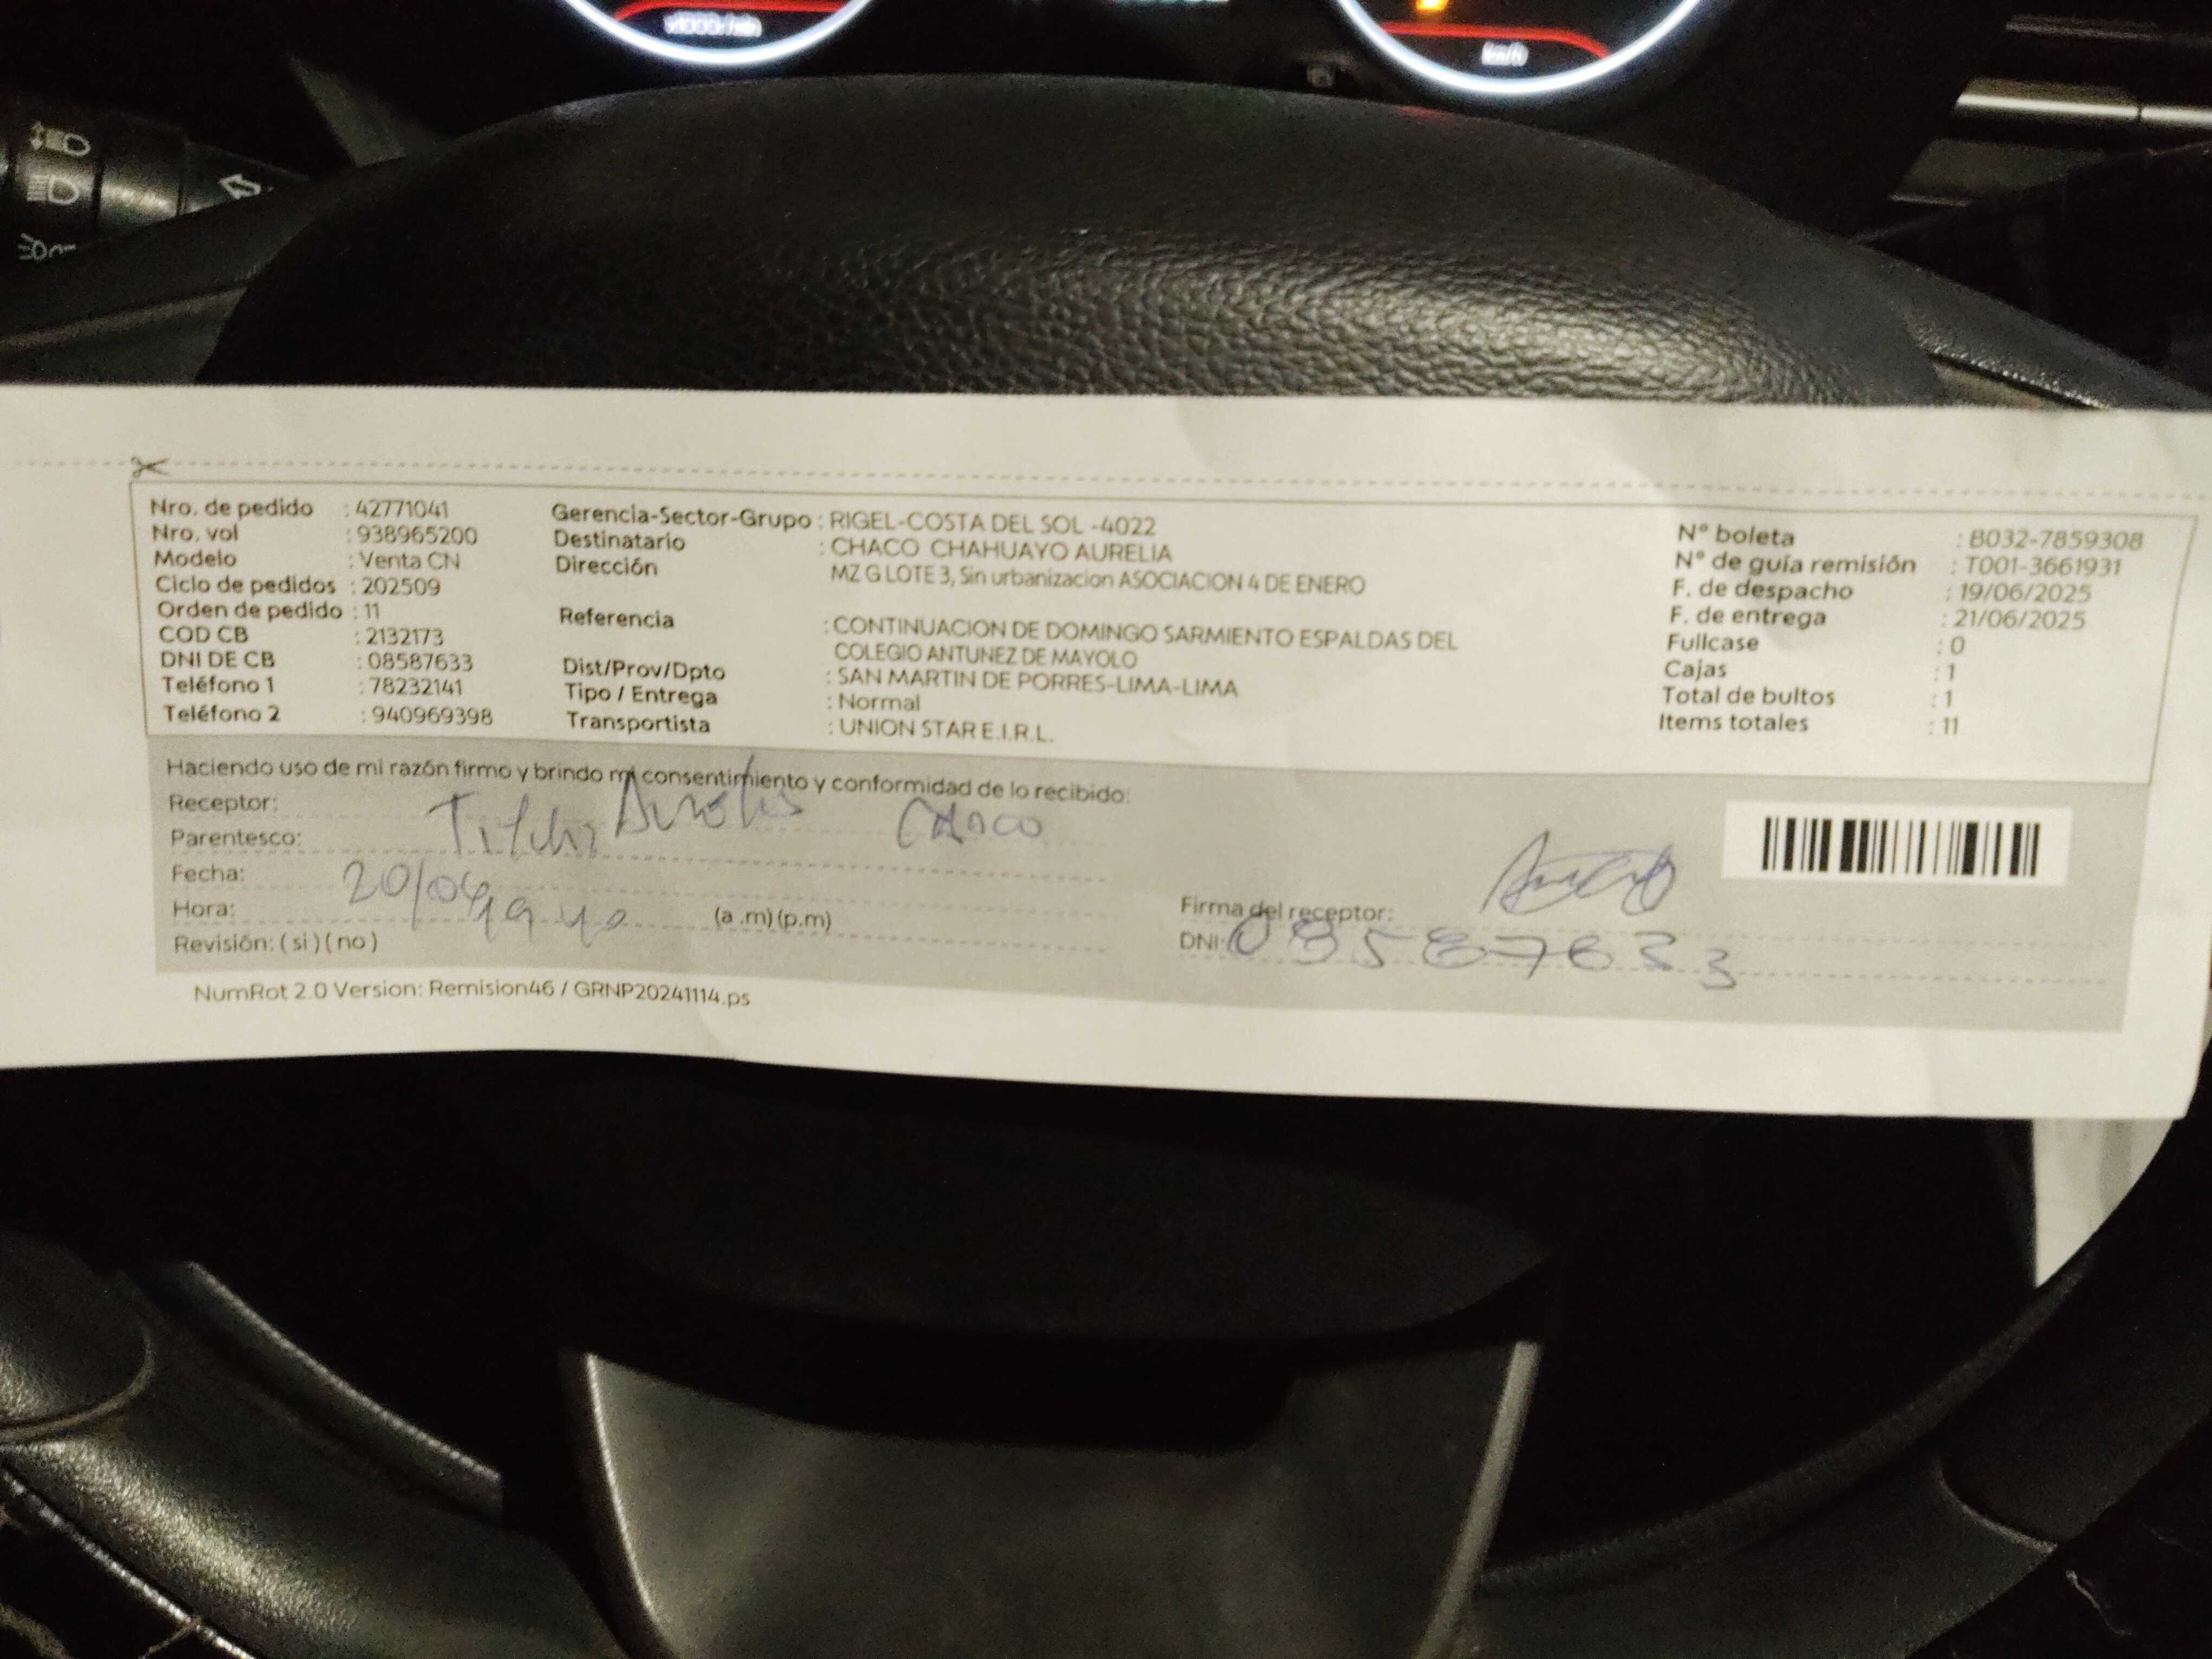 x1000r/min
km/h
Nro. de pedido : 42771041
Nro. vol : 938965200
Modelo : Venta CN
Ciclo de pedidos : 202509
Orden de pedido : 11
COD CB : 2132173
DNI DE CB : 08587633
Teléfono 1 : 78232141
Teléfono 2 : 940969398
Gerencia-Sector-Grupo : RIGEL-COSTA DEL SOL -4022
Destinatario : CHACO CHAHUAYO AURELIA
Dirección MZ G LOTE 3, Sin urbanizacion ASOCIACION 4 DE ENERO
Referencia : CONTINUACION DE DOMINGO SARMIENTO ESPALDAS DEL
COLEGIO ANTUNEZ DE MAYOLO
Dist/Prov/Dpto : SAN MARTIN DE PORRES-LIMA-LIMA
Tipo / Entrega : Normal
Transportista : UNION STAR E.I.R.L.
N° boleta : B032-7859308
N° de guía remisión : T001-3661931
F. de despacho : 19/06/2025
F. de entrega : 21/06/2025
Fullcase : 0
Cajas : 1
Total de bultos : 1
Items totales : 11
Haciendo uso de mi razón firmo y brindo mi consentimiento y conformidad de lo recibido:
Receptor: Chaco
Parentesco:
Fecha:
Hora: (a .m) (p.m)
Revisión: ( si ) ( no )
Firma del receptor:
DNI: 08587633
NumRot 2.0 Version: Remision46 / GRNP20241114.ps